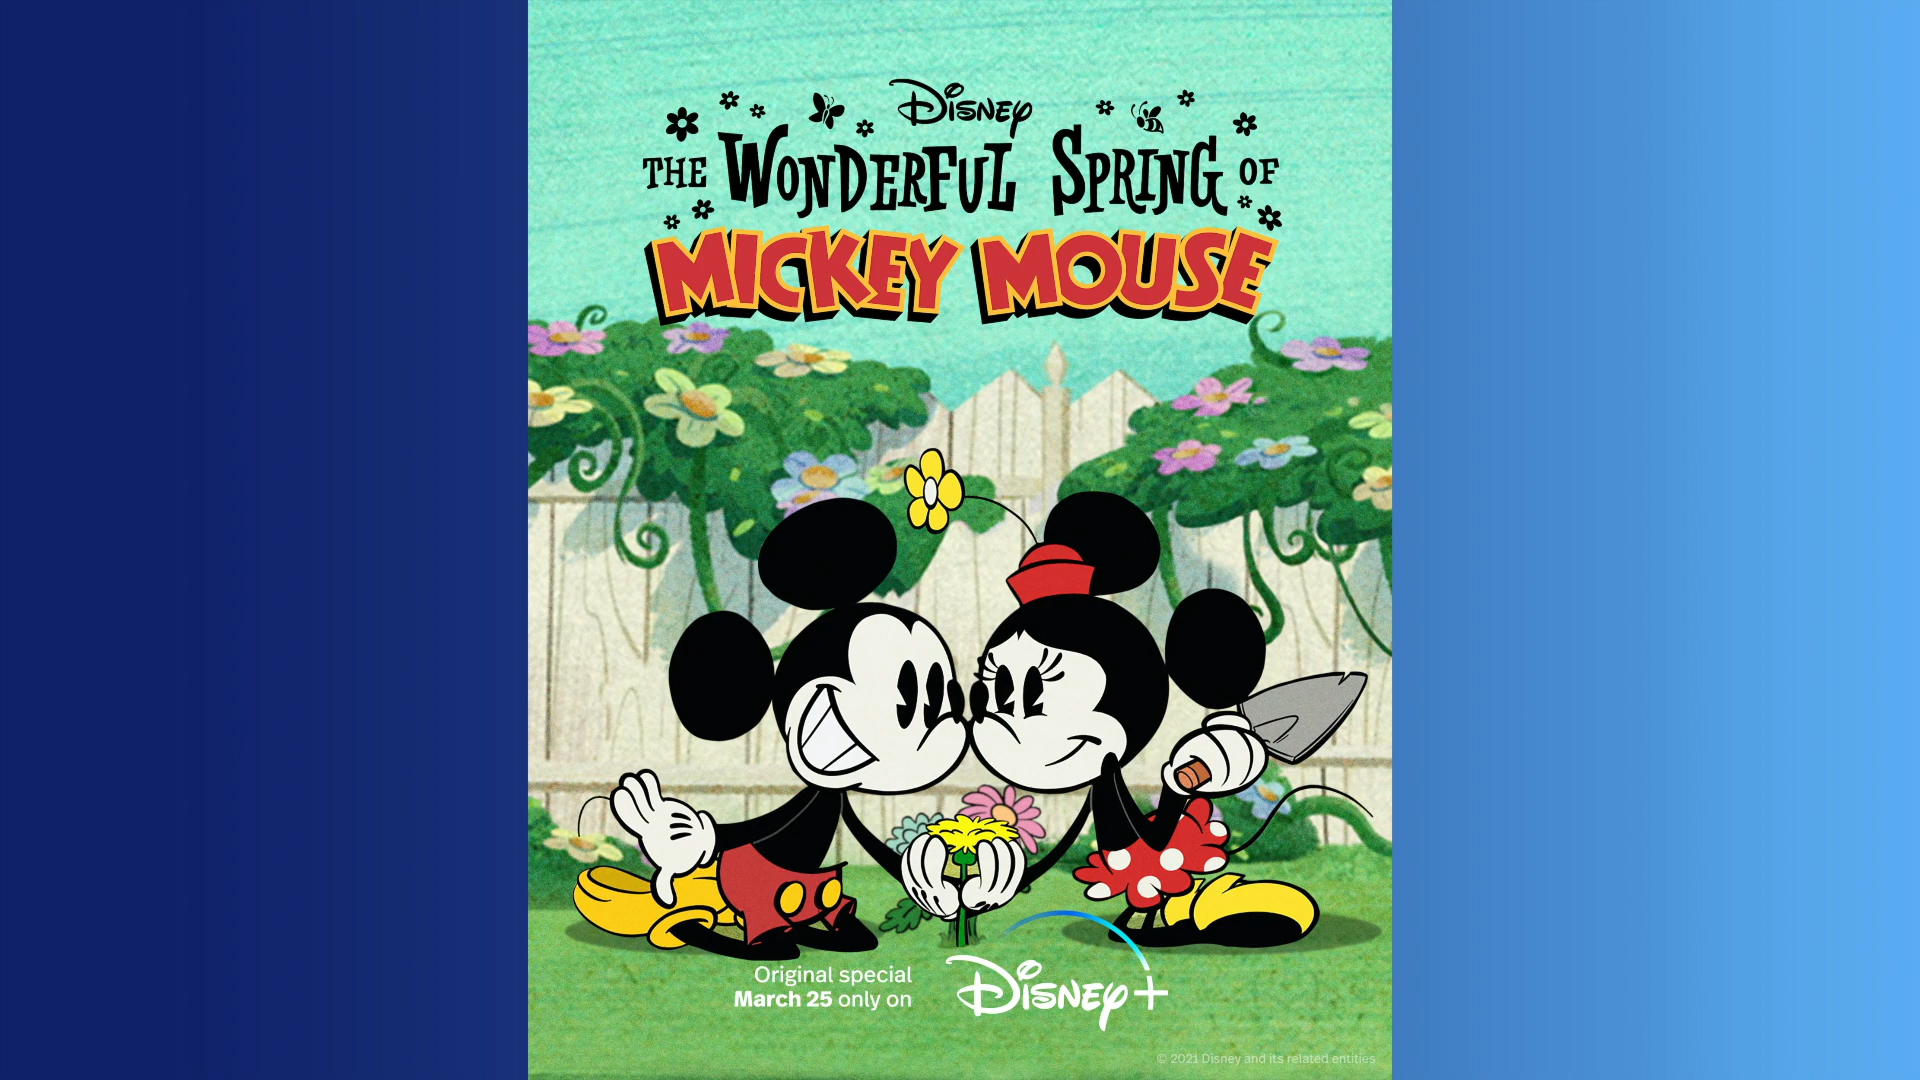 Disney
THE WONDERFUL SPRING OF
MICKEY MOUSE
Original special
March 25 only on
Disney+
© 2021 Disney and its related entities